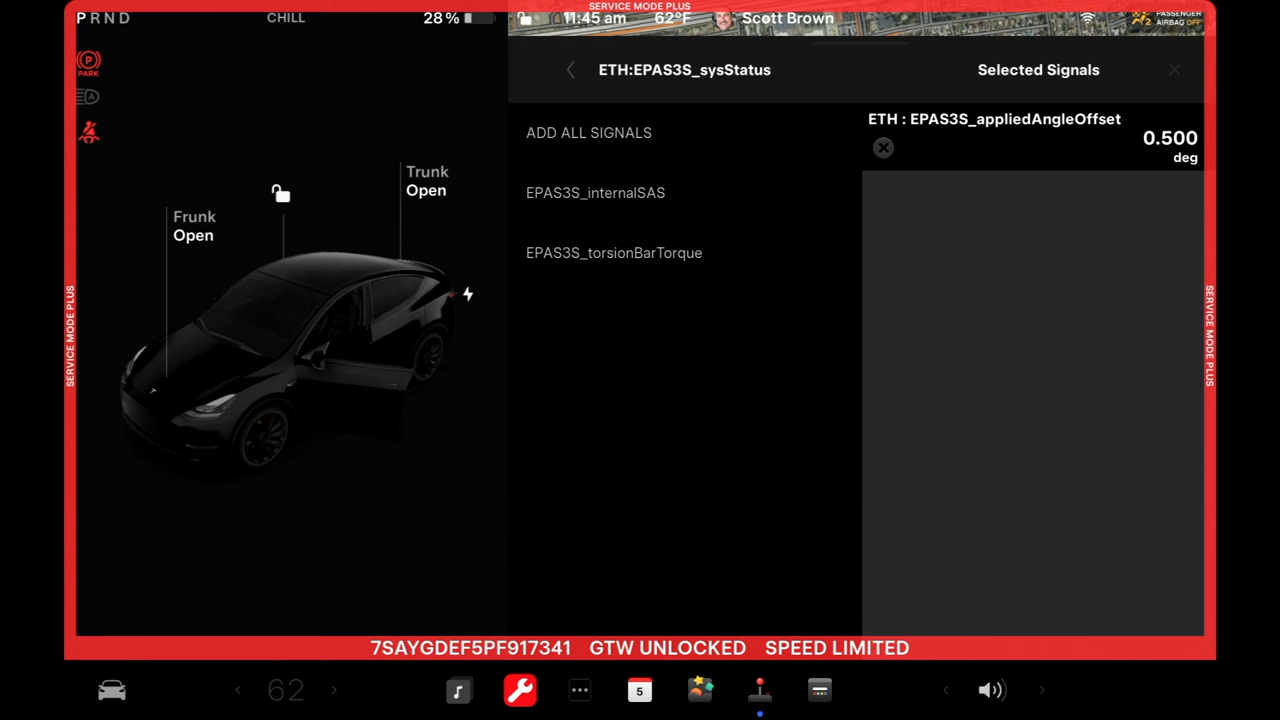 SERVICE MODE PLUS
P R N D
CHILL
28 %
11:45 am
62°F
Scott Brown
PASSENGER
AIRBAG OFF
PARK
A
ETH:EPAS3S_sysStatus
Selected Signals
ADD ALL SIGNALS
EPAS3S_internalSAS
EPAS3S_torsionBarTorque
ETH : EPAS3S_appliedAngleOffset
0.500
deg
Trunk
Open
Frunk
Open
SERVICE MODE PLUS
SERVICE MODE PLUS
7SAYGDEF5PF917341 GTW UNLOCKED SPEED LIMITED
62
5